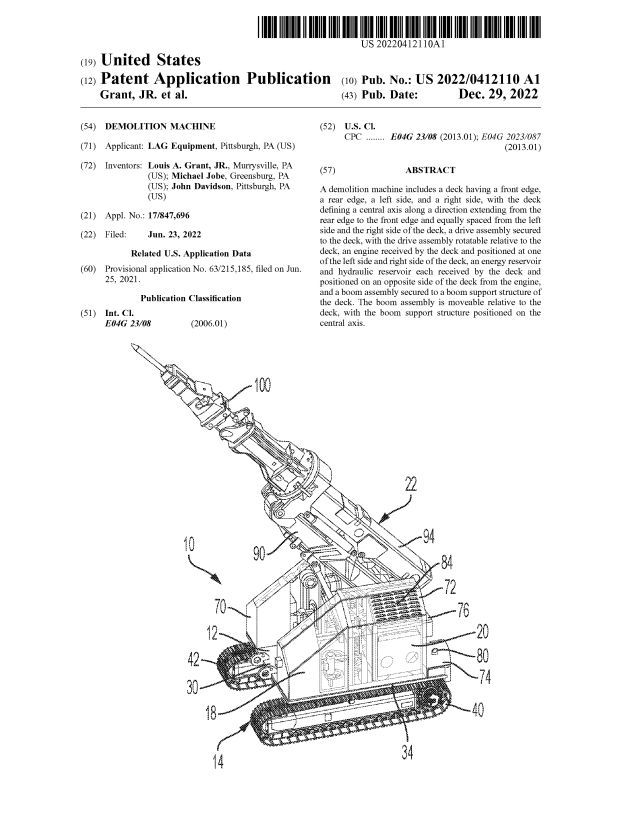 US 20220412110A1
(19) United States
(12) Patent Application Publication
Grant, JR. et al.
(10) Pub. No.: US 2022/0412110 A1
(43) Pub. Date: Dec. 29, 2022
(54) DEMOLITION MACHINE
(71) Applicant: LAG Equipment, Pittsburgh, PA (US)
(72) Inventors: Louis A. Grant, JR., Murrysville, PA
(US); Michael Jobe, Greensburg, PA
(US); John Davidson, Pittsburgh, PA
(US)
(21) Appl. No.: 17/847,696
(22) Filed: Jun. 23, 2022
Related U.S. Application Data
(60) Provisional application No. 63/215,185, filed on Jun.
25, 2021.
Publication Classification
(51) Int. Cl.
E04G 23/08 (2006.01)
(52) U.S. Cl.
CPC ........ E04G 23/08 (2013.01); E04G 2023/087
(2013.01)
(57) ABSTRACT
A demolition machine includes a deck having a front edge,
a rear edge, a left side, and a right side, with the deck
defining a central axis along a direction extending from the
rear edge to the front edge and equally spaced from the left
side and the right side of the deck, a drive assembly secured
to the deck, with the drive assembly rotatable relative to the
deck, an engine received by the deck and positioned at one
of the left side and right side of the deck, an energy reservoir
and hydraulic reservoir each received by the deck and
positioned on an opposite side of the deck from the engine,
and a boom assembly secured to a boom support structure of
the deck. The boom assembly is moveable relative to the
deck, with the boom support structure positioned on the
central axis.
100
22
94
90
10
84
72
70
76
12
20
42
80
30
74
18
40
34
14